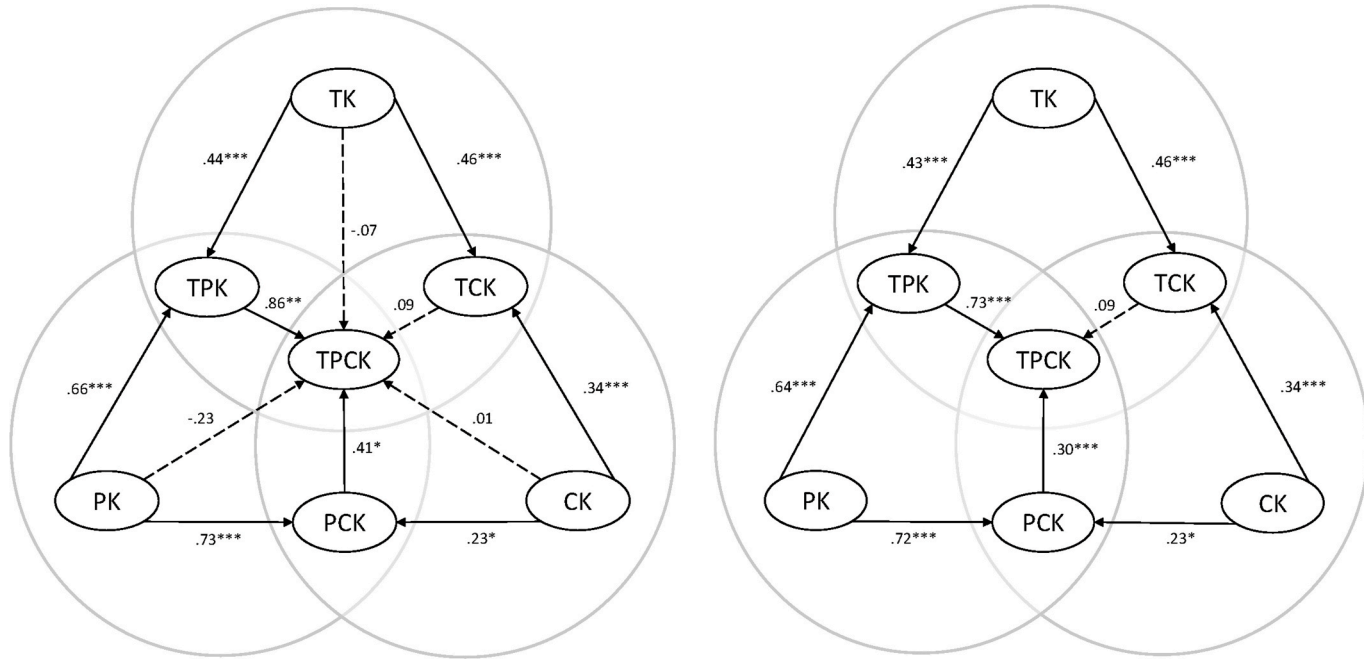 TK
.44***
.46***
-.07
TPK
TCK
.86**
.09
TPCK
.66***
.34***
-.23
.01
.41*
PK
PCK
CK
.73***
.23*
TK
.43***
.46***
TPK
TCK
.73***
.09
TPCK
.64***
.34***
.30***
PK
PCK
CK
.72***
.23*